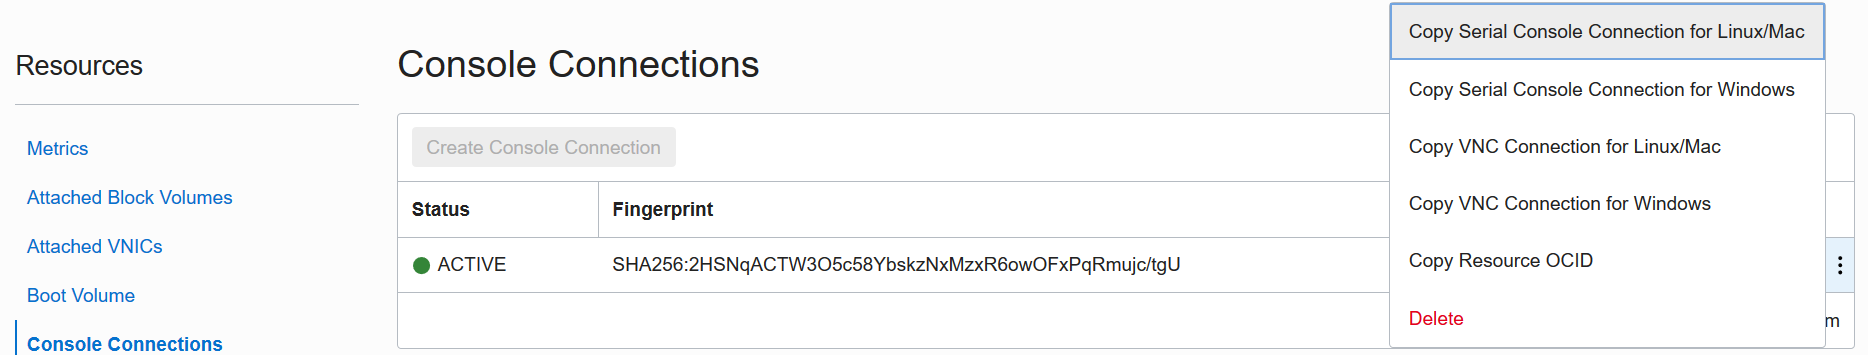 Resources
Metrics
Attached Block Volumes
Attached VNICs
Boot Volume
Console Connections
Console Connections
Create Console Connection
Status
Fingerprint
ACTIVE
SHA256:2HSNqACTW3O5c58YbskzNxMzxR6owOFxPqRmujc/tgU
m
Copy Serial Console Connection for Linux/Mac
Copy Serial Console Connection for Windows
Copy VNC Connection for Linux/Mac
Copy VNC Connection for Windows
Copy Resource OCID
Delete